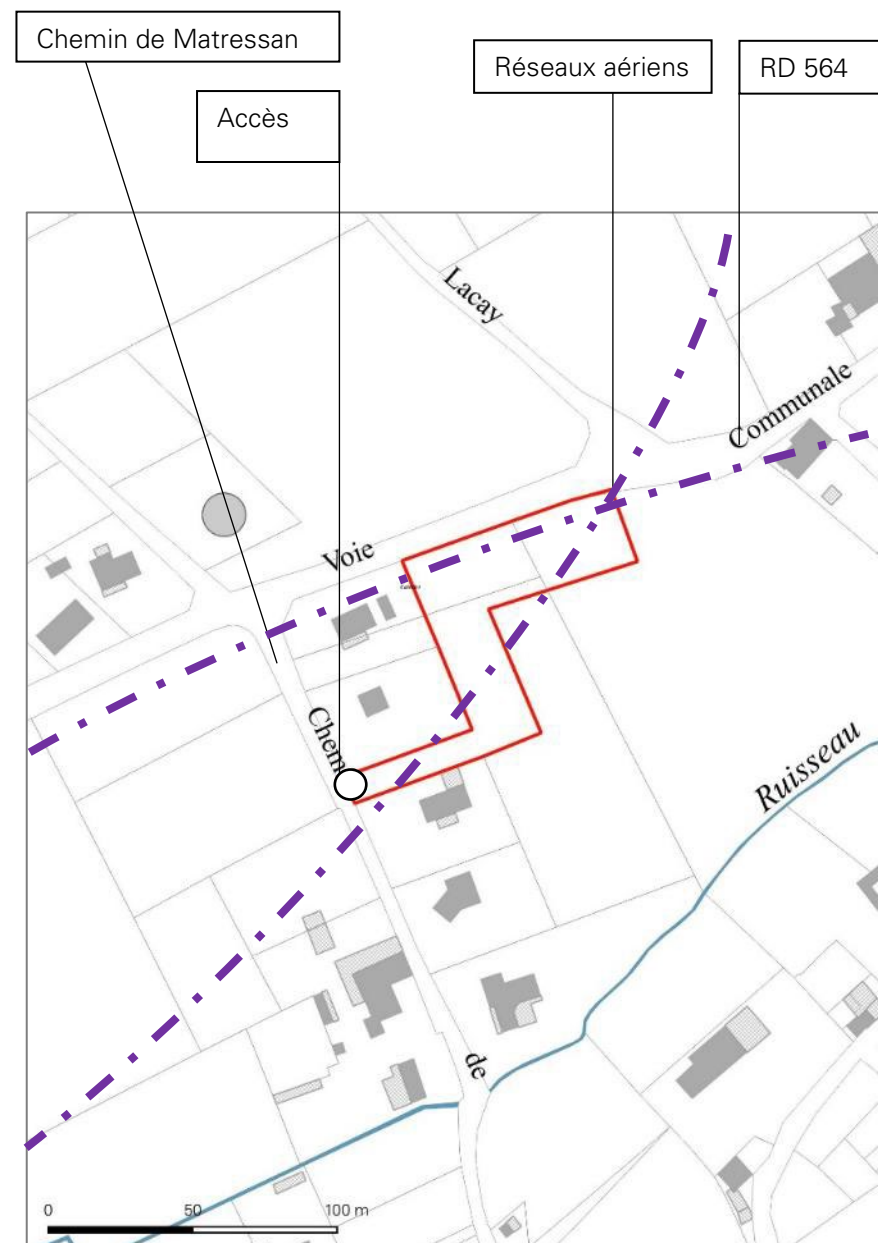 Chemin de Matressan
Réseaux aériens
RD 564
Accès
Lacay
Communale
Voie
Chem
Ruisseau
de
0 50 100 m